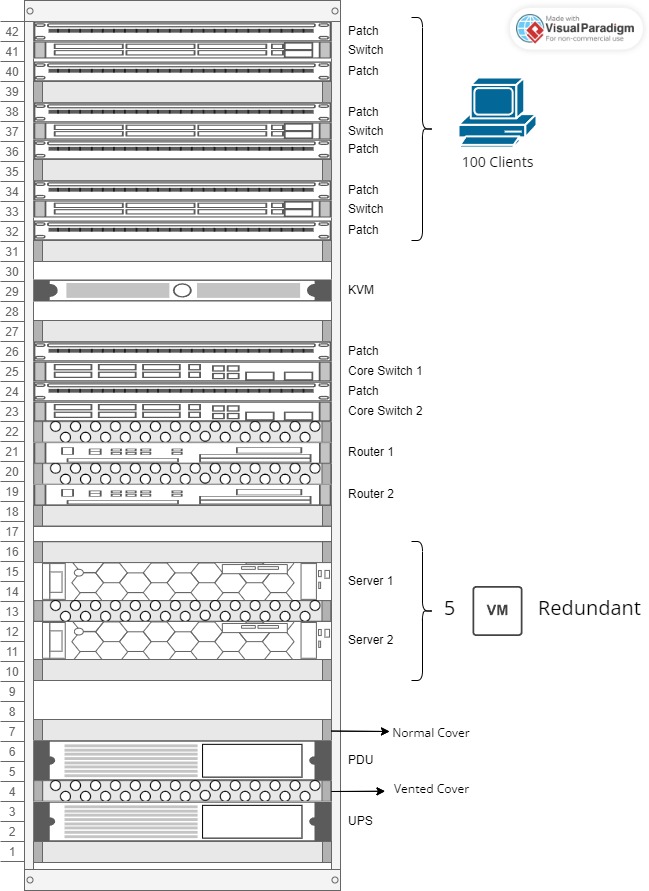 Made with
VisualParadigm
For non-commercial use
42 Patch
41 Switch
40 Patch
39
38 Patch
37 Switch
36 Patch
35
34 Patch
33 Switch
32 Patch
100 Clients
31
30
29 KVM
28
27
26 Patch
25 Core Switch 1
24 Patch
23 Core Switch 2
22
21 Router 1
20
19 Router 2
18
17
16
15
Server 1
14
13
5 VM Redundant
12
Server 2
11
10
9
8
7 Normal Cover
6
PDU
5
4 Vented Cover
3
UPS
2
1